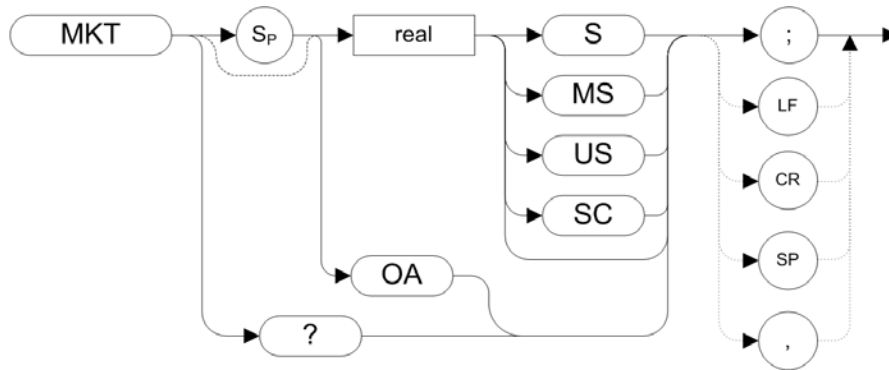 MKT SP real S ;
MS LF
US CR
SC SP
OA
? ,